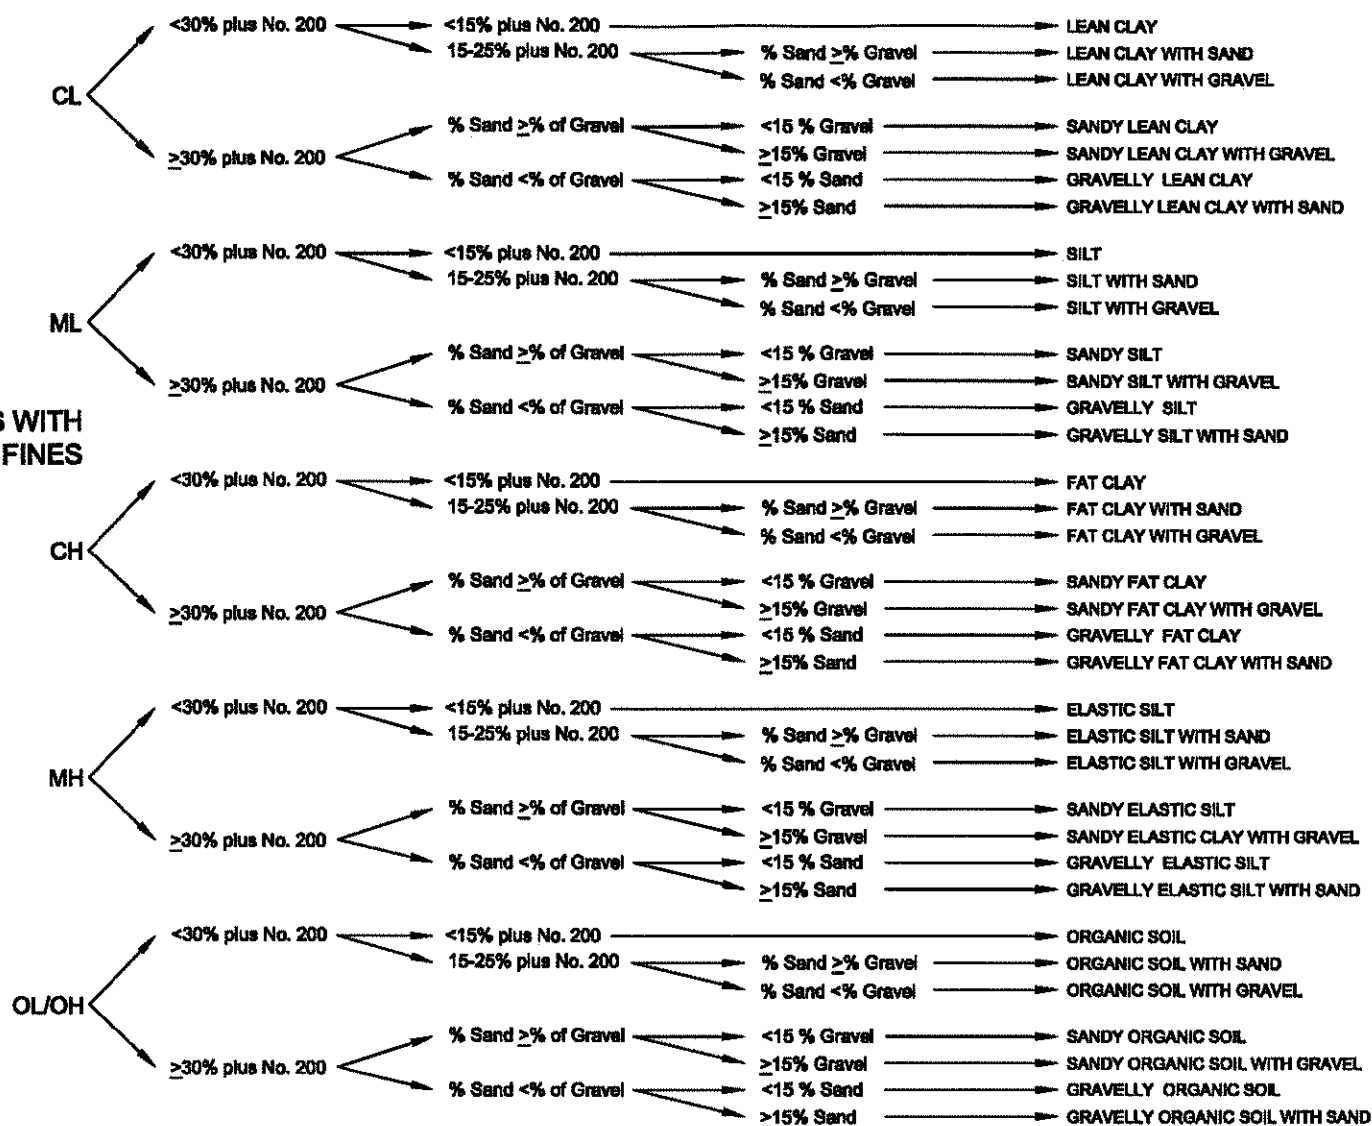 <30% plus No. 200 <15% plus No. 200 LEAN CLAY
15-25% plus No. 200 % Sand ≥% Gravel LEAN CLAY WITH SAND
% Sand <% Gravel LEAN CLAY WITH GRAVEL
CL
% Sand ≥% of Gravel <15 % Gravel SANDY LEAN CLAY
≥30% plus No. 200 ≥15% Gravel SANDY LEAN CLAY WITH GRAVEL
% Sand <% of Gravel <15 % Sand GRAVELLY LEAN CLAY
≥15% Sand GRAVELLY LEAN CLAY WITH SAND
<30% plus No. 200 <15% plus No. 200 SILT
15-25% plus No. 200 % Sand ≥% Gravel SILT WITH SAND
% Sand <% Gravel SILT WITH GRAVEL
ML
% Sand ≥% of Gravel <15 % Gravel SANDY SILT
≥30% plus No. 200 ≥15% Gravel SANDY SILT WITH GRAVEL
% Sand <% of Gravel <15 % Sand GRAVELLY SILT
WITH
≥15% Sand GRAVELLY SILT WITH SAND
FINES
<30% plus No. 200 <15% plus No. 200 FAT CLAY
15-25% plus No. 200 % Sand ≥% Gravel FAT CLAY WITH SAND
% Sand <% Gravel FAT CLAY WITH GRAVEL
CH
% Sand ≥% of Gravel <15 % Gravel SANDY FAT CLAY
≥30% plus No. 200 ≥15% Gravel SANDY FAT CLAY WITH GRAVEL
% Sand <% of Gravel <15 % Sand GRAVELLY FAT CLAY
≥15% Sand GRAVELLY FAT CLAY WITH SAND
<30% plus No. 200 <15% plus No. 200 ELASTIC SILT
15-25% plus No. 200 % Sand ≥% Gravel ELASTIC SILT WITH SAND
% Sand <% Gravel ELASTIC SILT WITH GRAVEL
MH
% Sand ≥% of Gravel <15 % Gravel SANDY ELASTIC SILT
≥30% plus No. 200 ≥15% Gravel SANDY ELASTIC CLAY WITH GRAVEL
% Sand <% of Gravel <15 % Sand GRAVELLY ELASTIC SILT
≥15% Sand GRAVELLY ELASTIC SILT WITH SAND
<30% plus No. 200 <15% plus No. 200 ORGANIC SOIL
15-25% plus No. 200 % Sand ≥% Gravel ORGANIC SOIL WITH SAND
% Sand <% Gravel ORGANIC SOIL WITH GRAVEL
OL/OH
% Sand ≥% of Gravel <15 % Gravel SANDY ORGANIC SOIL
≥30% plus No. 200 ≥15% Gravel SANDY ORGANIC SOIL WITH GRAVEL
% Sand <% of Gravel <15 % Sand GRAVELLY ORGANIC SOIL
≥15% Sand GRAVELLY ORGANIC SOIL WITH SAND